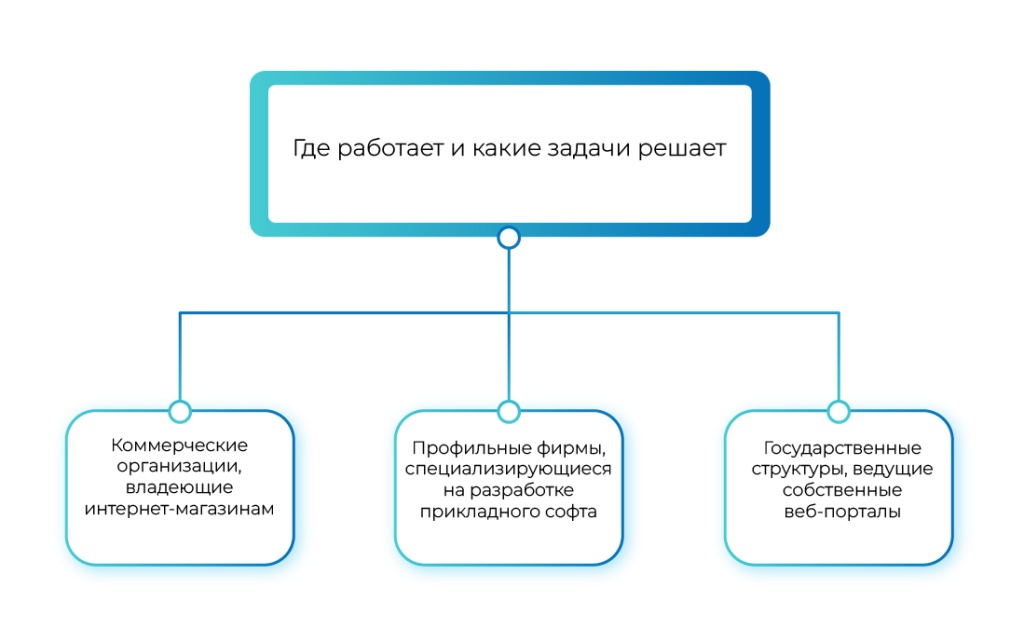 Где работает и какие задачи решает
Коммерческие
организации,
владеющие
интернет-магазинам
Профильные фирмы,
специализирующиеся
на разработке
прикладного софта
Государственные
структуры, ведущие
собственные
веб-порталы